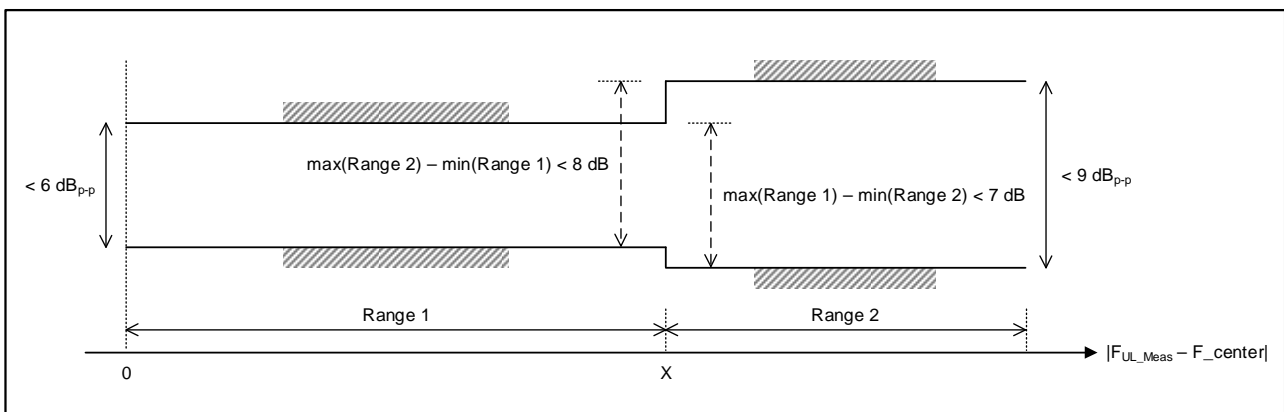 max(Range 2) – min(Range 1) < 8 dB
< 6 dBp-p
max(Range 1) – min(Range 2) < 7 dB
< 9 dBp-p
Range 1
Range 2
|FUL_Meas – F_center|
0
X